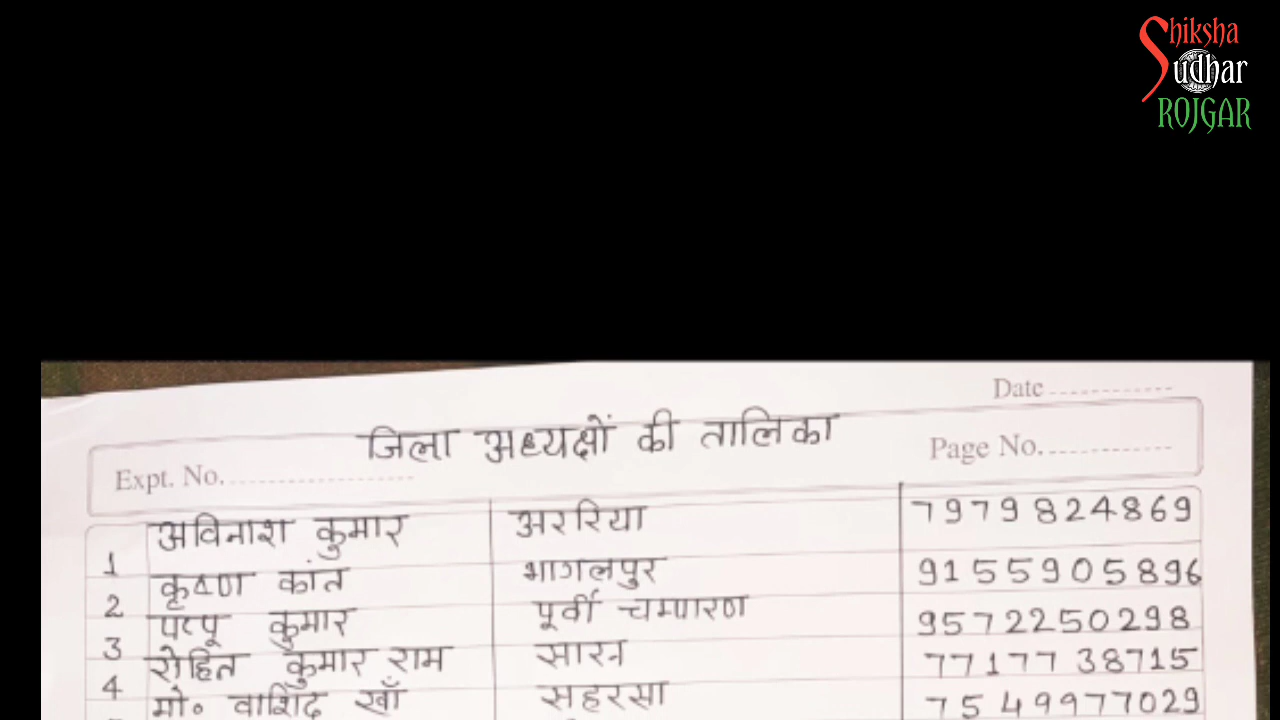 Shiksha
Sudhar
ROJGAR
Date
जिला अध्यक्षों की तालिका
Expt. No. Page No.
1 अविनाश कुमार अररिया 7979824869
2 कृष्ण कांत भागलपुर 9155905896
3 पप्पू कुमार पूर्वी चम्पारण 9572250298
4 रोहित कुमार राम सारन 7717738715
मो॰ वाशिद खाँ सहरसा 7549977029